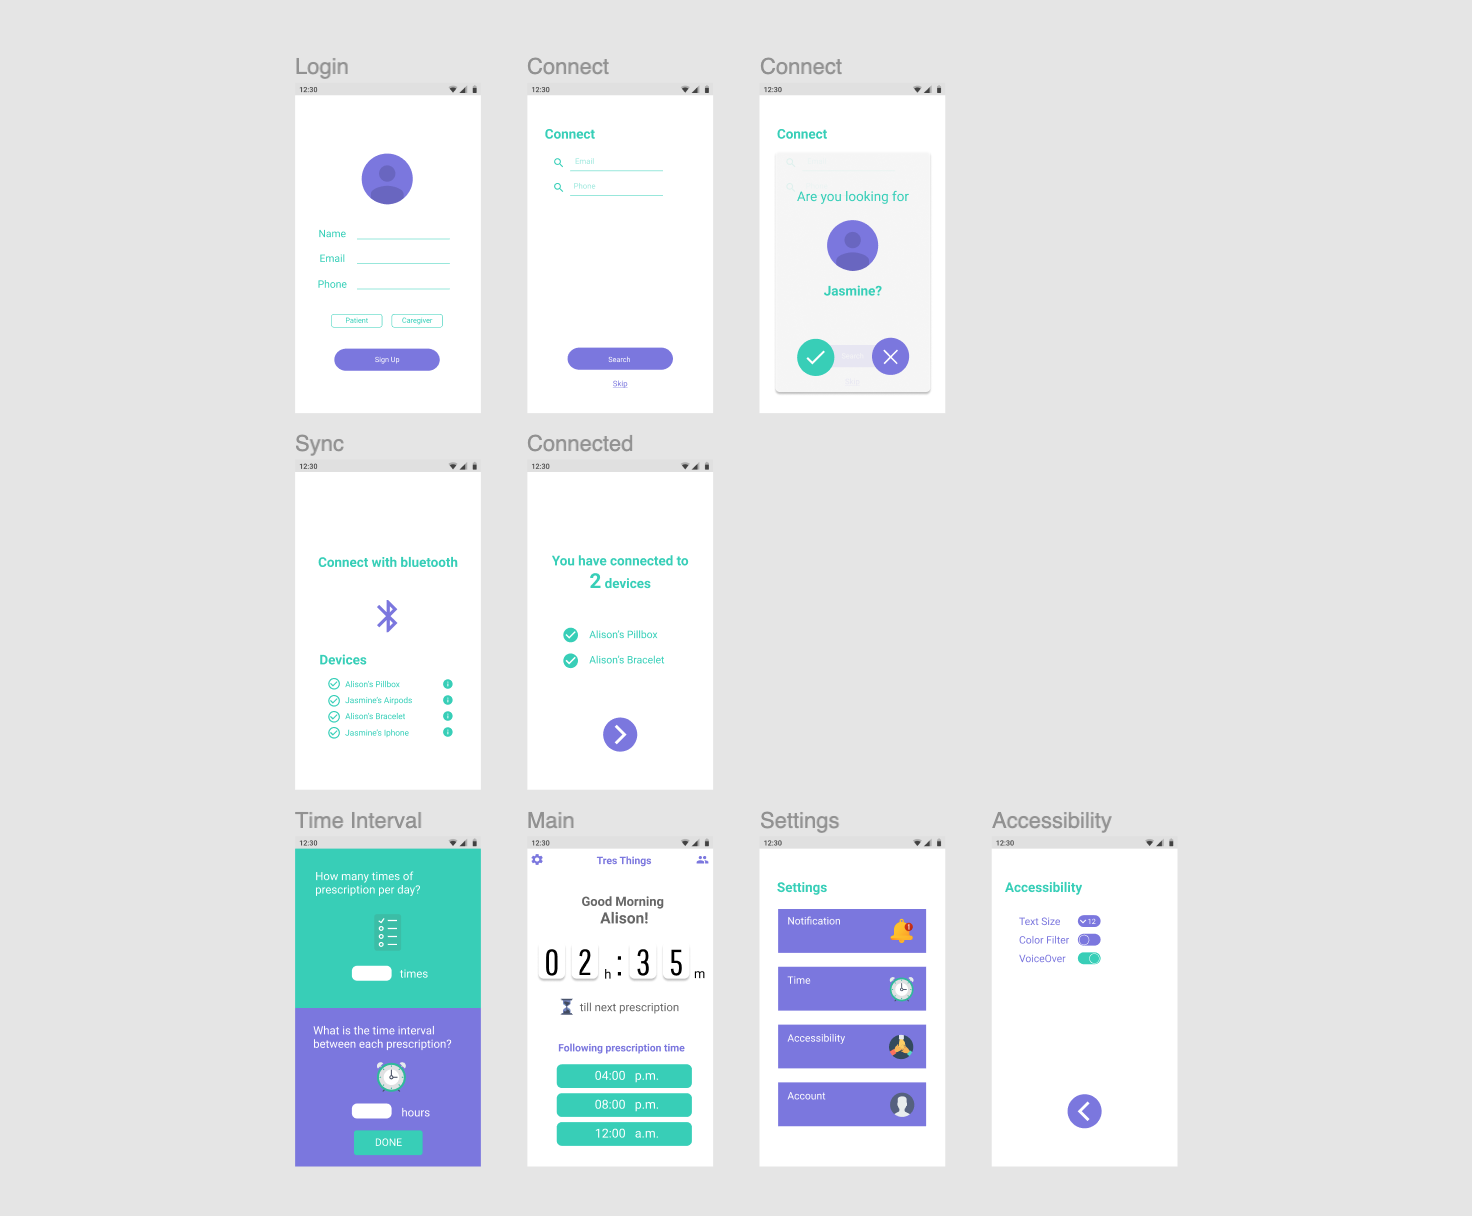 Login
12:30
Name
Email
Phone
Patient
Caregiver
Sign Up
Connect
12:30
Connect
Email
Phone
Search
Skip
Connect
12:30
Connect
Are you looking for
Jasmine?
Search
Skip
Sync
12:30
Connect with bluetooth
Devices
Alison's Pillbox
Jasmine's Airpods
Alison's Bracelet
Jasmine's Iphone
Connected
12:30
You have connected to
2 devices
Alison's Pillbox
Alison's Bracelet
Time Interval
12:30
How many times of
prescription per day?
times
What is the time interval
between each prescription?
hours
DONE
Main
12:30
Tres Things
Good Morning
Alison!
02h:35m
till next prescription
Following prescription time
04:00 p.m.
08:00 p.m.
12:00 a.m.
Settings
12:30
Settings
Notification
Time
Accessibility
Account
Accessibility
12:30
Accessibility
Text Size 12
Color Filter
VoiceOver